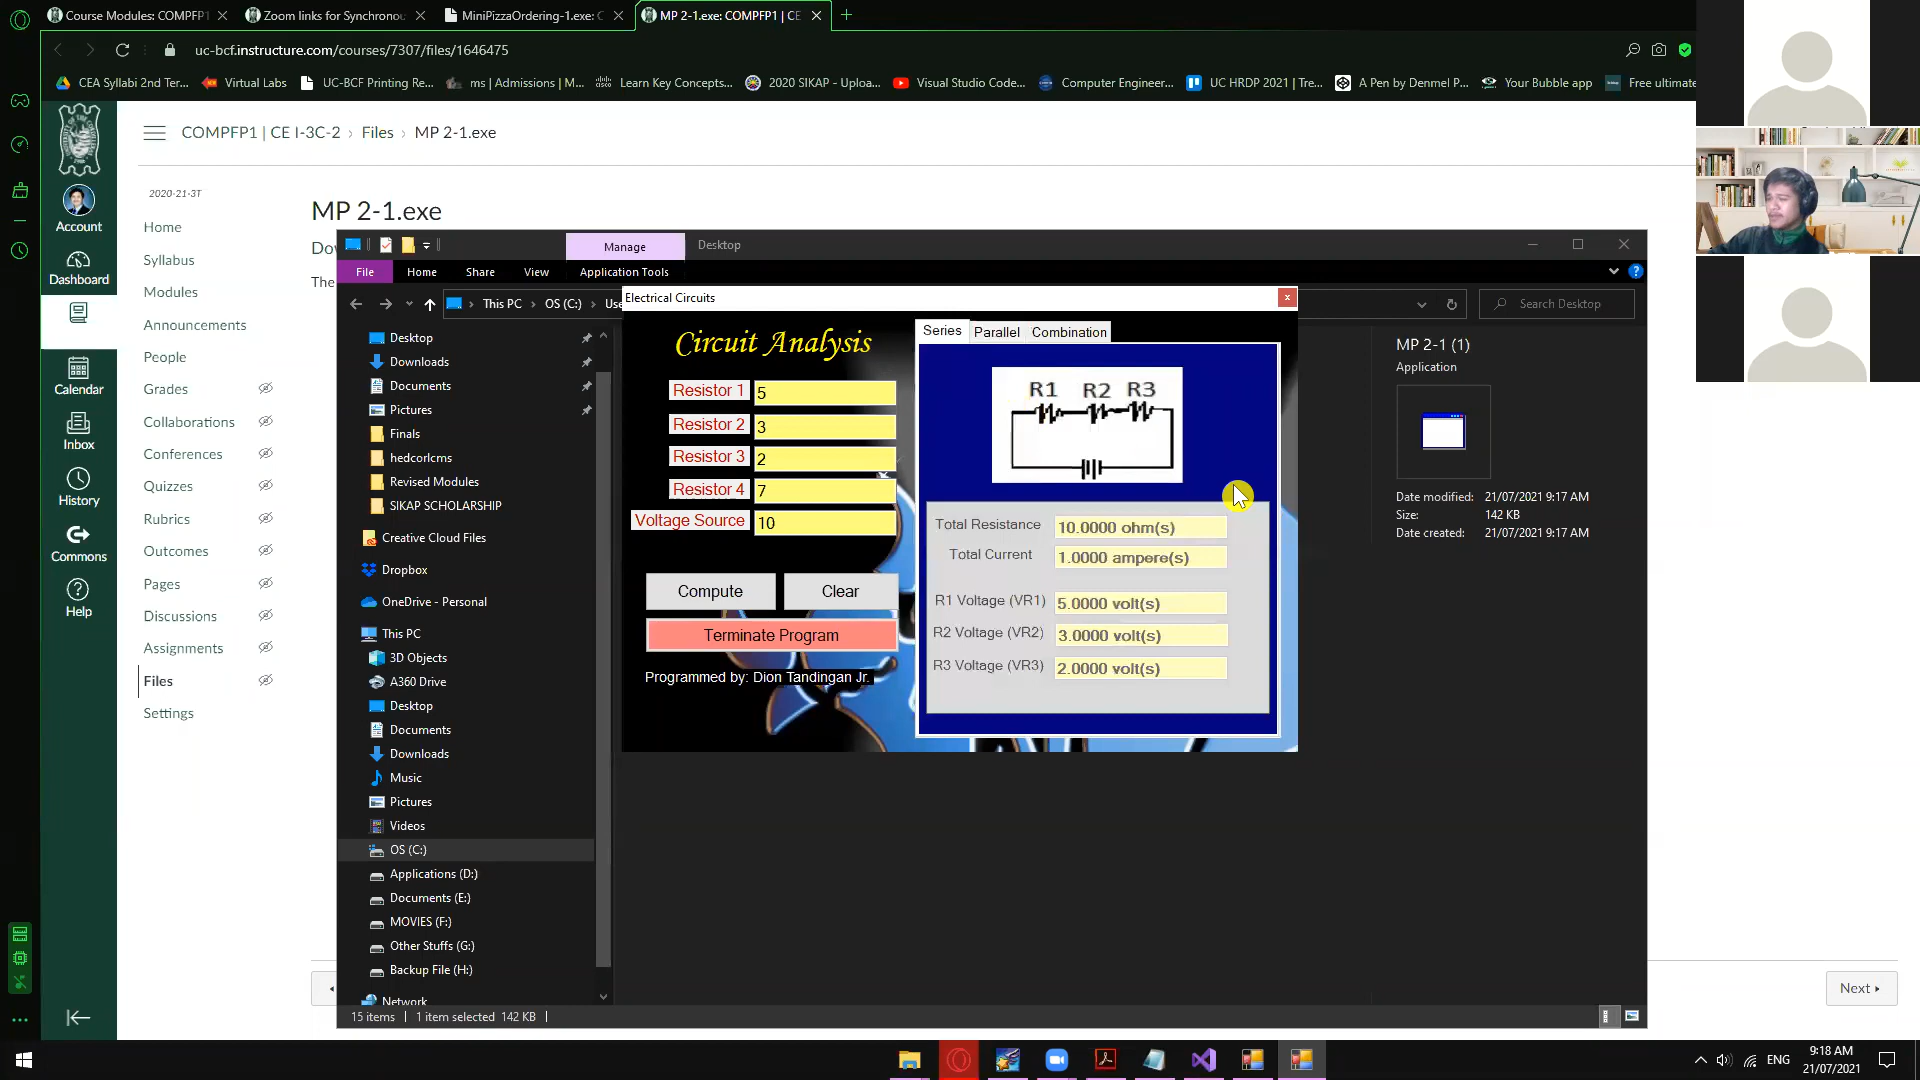 Course Modules: COMPFP1
Zoom links for Synchronou
MiniPizzaOrdering-1.exe: C
MP 2-1.exe: COMPFP1 | CE
uc-bcf.instructure.com/courses/7307/files/1646475
CEA Syllabi 2nd Ter...
Virtual Labs
UC-BCF Printing Re...
ms | Admissions | M...
Learn Key Concepts...
2020 SIKAP - Uploa...
Visual Studio Code...
Computer Engineer...
UC HRDP 2021 | Tre...
A Pen by Denmel P...
Your Bubble app
Free ultimate
COMPFP1 | CE I-3C-2 › Files › MP 2-1.exe
Account
Dashboard
Calendar
Inbox
History
Commons
Help
2020-21-3T
Home
Syllabus
Modules
Announcements
People
Grades
Collaborations
Conferences
Quizzes
Rubrics
Outcomes
Pages
Discussions
Assignments
Files
Settings
MP 2-1.exe
Do
The
Manage
Desktop
File
Home
Share
View
Application Tools
This PC › OS (C:) › Use
Search Desktop
Desktop
Downloads
Documents
Pictures
Finals
hedcorlcms
Revised Modules
SIKAP SCHOLARSHIP
Creative Cloud Files
Dropbox
OneDrive - Personal
This PC
3D Objects
A360 Drive
Desktop
Documents
Downloads
Music
Pictures
Videos
OS (C:)
Applications (D:)
Documents (E:)
MOVIES (F:)
Other Stuffs (G:)
Backup File (H:)
Network
15 items
1 item selected 142 KB
Electrical Circuits
Circuit Analysis
Resistor 1 5
Resistor 2 3
Resistor 3 2
Resistor 4 7
Voltage Source 10
Compute
Clear
Terminate Program
Programmed by: Dion Tandingan Jr.
Series
Parallel
Combination
R1 R2 R3
Total Resistance 10.0000 ohm(s)
Total Current 1.0000 ampere(s)
R1 Voltage (VR1) 5.0000 volt(s)
R2 Voltage (VR2) 3.0000 volt(s)
R3 Voltage (VR3) 2.0000 volt(s)
MP 2-1 (1)
Application
Date modified: 21/07/2021 9:17 AM
Size: 142 KB
Date created: 21/07/2021 9:17 AM
Next
ENG
9:18 AM
21/07/2021